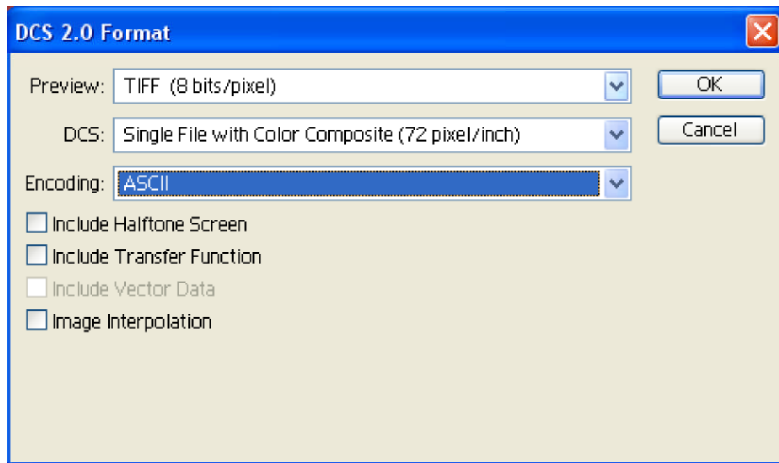 DCS 2.0 Format
Preview: TIFF (8 bits/pixel) OK
DCS: Single File with Color Composite (72 pixel/inch) Cancel
Encoding: ASCII
Include Halftone Screen
Include Transfer Function
Include Vector Data
Image Interpolation